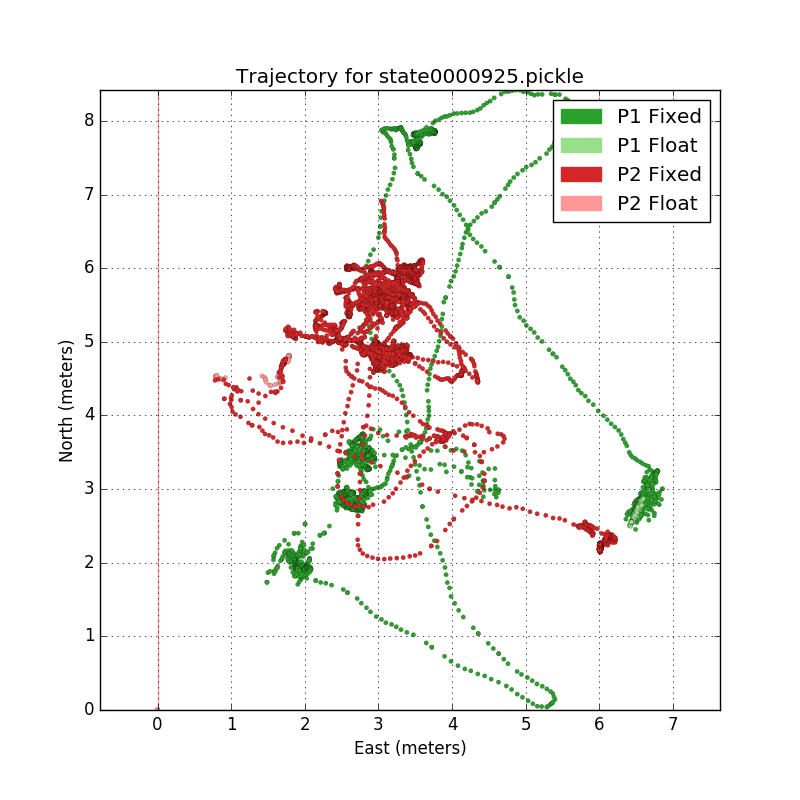 Trajectory for state0000925.pickle
P1 Fixed
P1 Float
P2 Fixed
P2 Float
8
7
6
5
4
3
2
1
0
North (meters)
0 1 2 3 4 5 6 7
East (meters)